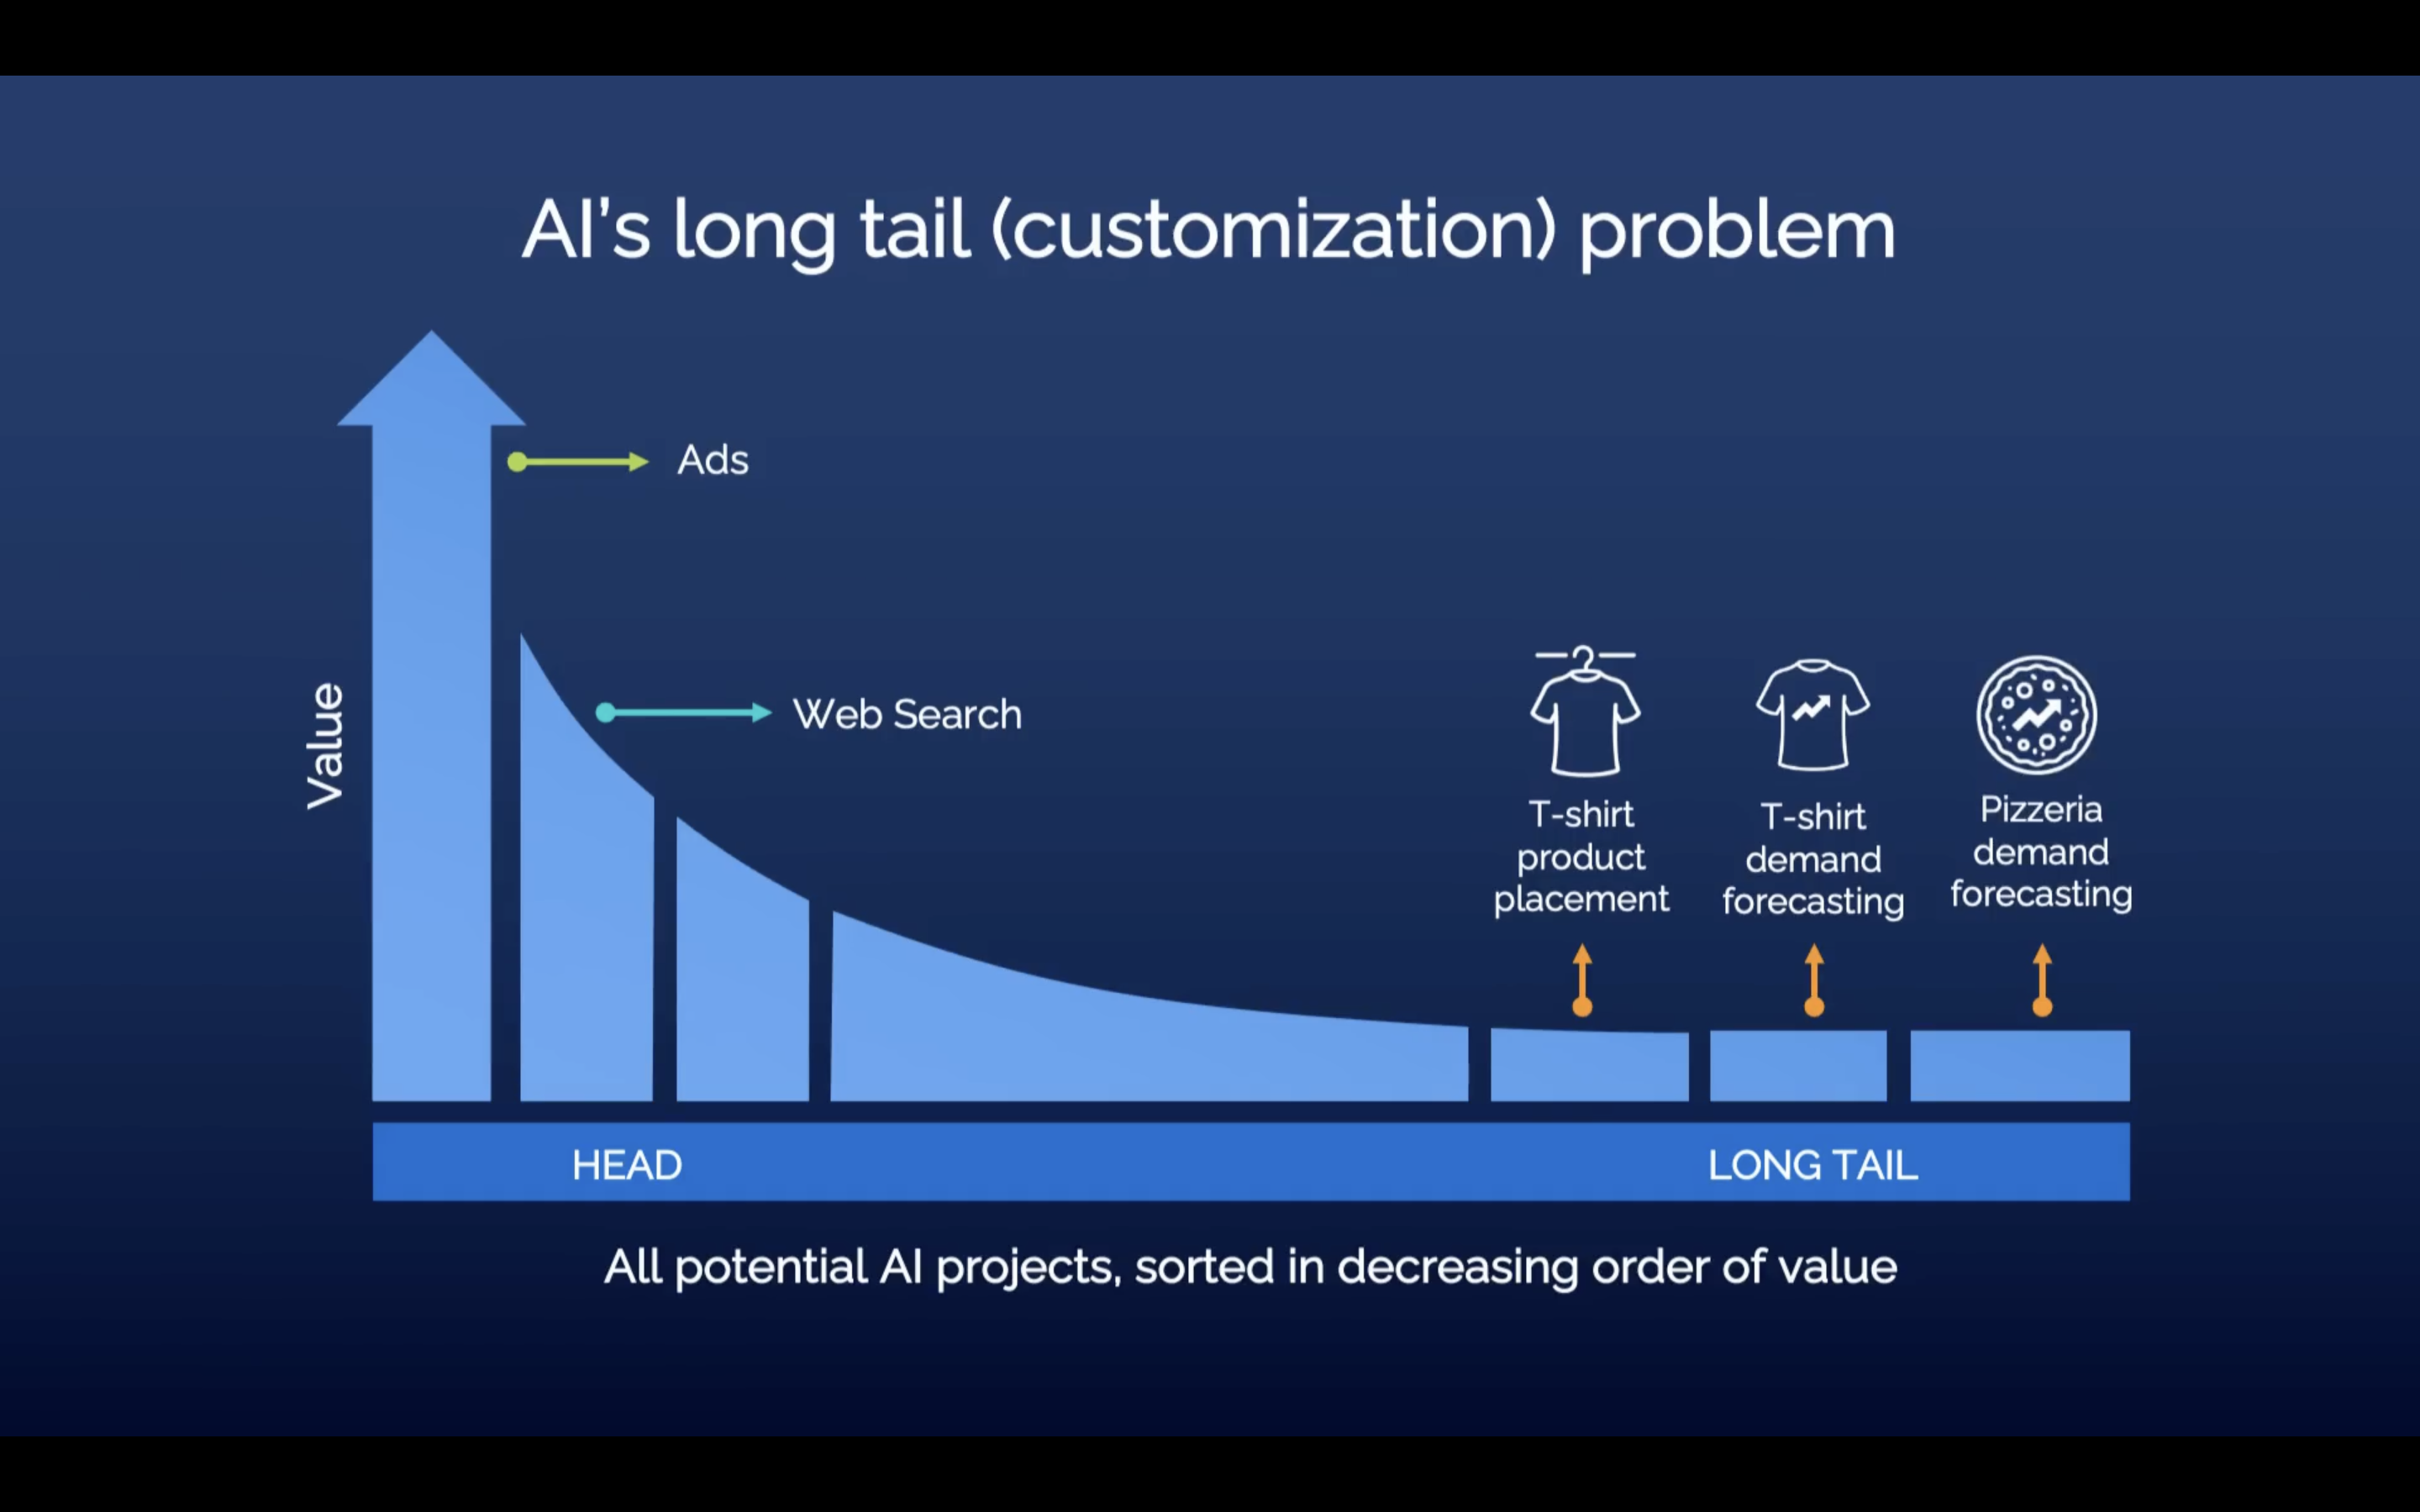 AI's long tail (customization) problem
Ads
Value
Web Search
T-shirt
product
placement
T-shirt
demand
forecasting
Pizzeria
demand
forecasting
HEAD
LONG TAIL
All potential AI projects, sorted in decreasing order of value